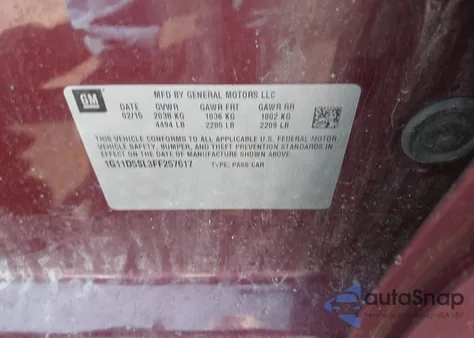 GM
MFD BY GENERAL MOTORS LLC
DATE GVWR GAWR FRT GAWR RR
02/15 2038 KG 1036 KG 1002 KG
4494 LB 2285 LB 2209 LB
THIS VEHICLE CONFORMS TO ALL APPLICABLE U.S. FEDERAL MOTOR
VEHICLE SAFETY, BUMPER, AND THEFT PREVENTION STANDARDS
IN EFFECT ON THE DATE OF MANUFACTURE SHOWN ABOVE.
1G11D5SL3FF257617 TYPE: PASS CAR
autaSnap